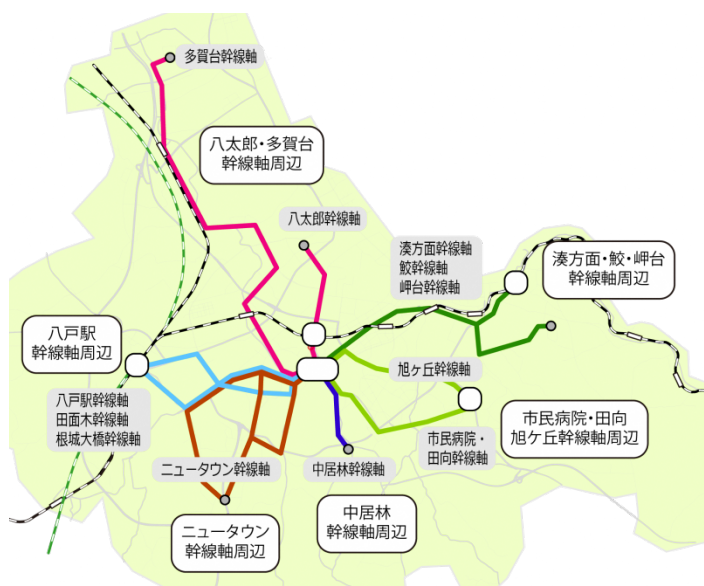 多賀台幹線軸
八太郎・多賀台
幹線軸周辺
八太郎幹線軸
湊方面幹線軸
鮫幹線軸
岬台幹線軸
湊方面・鮫・岬台
幹線軸周辺
八戸駅
幹線軸周辺
八戸駅幹線軸
田面木幹線軸
根城大橋幹線軸
旭ヶ丘幹線軸
市民病院・田向
旭ケ丘幹線軸周辺
市民病院・
田向幹線軸
ニュータウン幹線軸
中居林幹線軸
ニュータウン
幹線軸周辺
中居林
幹線軸周辺